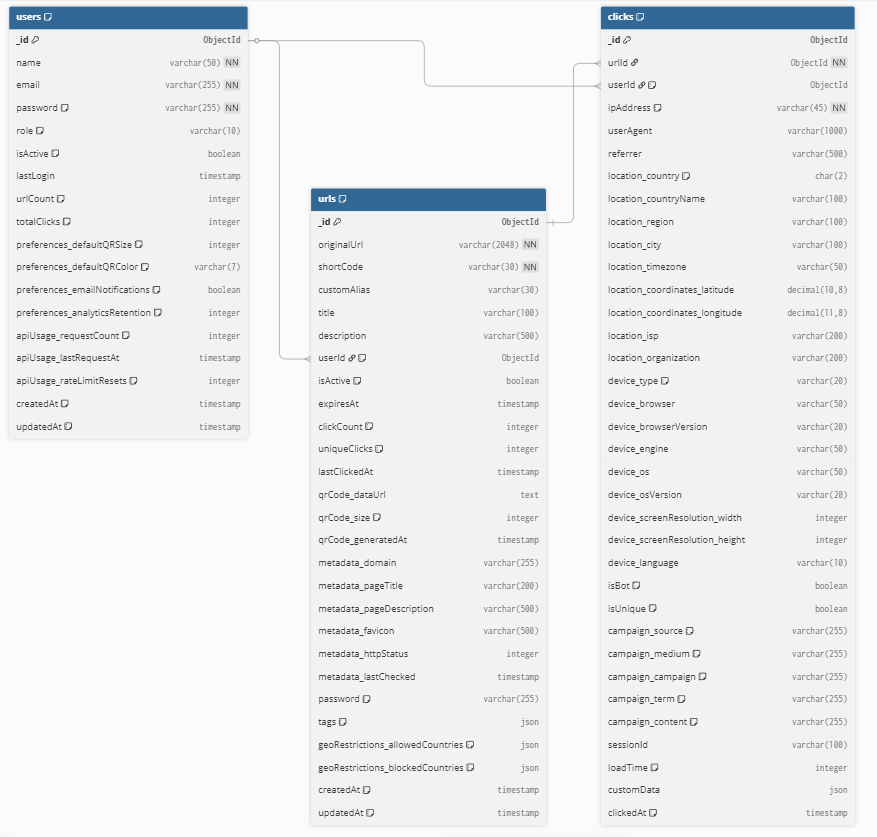 users
_id ObjectId
name varchar(50) NN
email varchar(255) NN
password varchar(255) NN
role varchar(10)
isActive boolean
lastLogin timestamp
urlCount integer
totalClicks integer
preferences_defaultQRSize integer
preferences_defaultQRColor varchar(7)
preferences_emailNotifications boolean
preferences_analyticsRetention integer
apiUsage_requestCount integer
apiUsage_lastRequestAt timestamp
apiUsage_rateLimitResets integer
createdAt timestamp
updatedAt timestamp
urls
_id ObjectId
originalUrl varchar(2048) NN
shortCode varchar(30) NN
customAlias varchar(30)
title varchar(100)
description varchar(500)
userId ObjectId
isActive boolean
expiresAt timestamp
clickCount integer
uniqueClicks integer
lastClickedAt timestamp
qrCode_dataUrl text
qrCode_size integer
qrCode_generatedAt timestamp
metadata_domain varchar(255)
metadata_pageTitle varchar(200)
metadata_pageDescription varchar(500)
metadata_favicon varchar(500)
metadata_httpStatus integer
metadata_lastChecked timestamp
password varchar(255)
tags json
geoRestrictions_allowedCountries json
geoRestrictions_blockedCountries json
createdAt timestamp
updatedAt timestamp
clicks
_id ObjectId
urlId ObjectId NN
userId ObjectId
ipAddress varchar(45) NN
userAgent varchar(1000)
referrer varchar(500)
location_country char(2)
location_countryName varchar(100)
location_region varchar(100)
location_city varchar(100)
location_timezone varchar(50)
location_coordinates_latitude decimal(10,8)
location_coordinates_longitude decimal(11,8)
location_isp varchar(200)
location_organization varchar(200)
device_type varchar(20)
device_browser varchar(50)
device_browserVersion varchar(20)
device_engine varchar(50)
device_os varchar(50)
device_osVersion varchar(20)
device_screenResolution_width integer
device_screenResolution_height integer
device_language varchar(10)
isBot boolean
isUnique boolean
campaign_source varchar(255)
campaign_medium varchar(255)
campaign_campaign varchar(255)
campaign_term varchar(255)
campaign_content varchar(255)
sessionId varchar(100)
loadTime integer
customData json
clickedAt timestamp